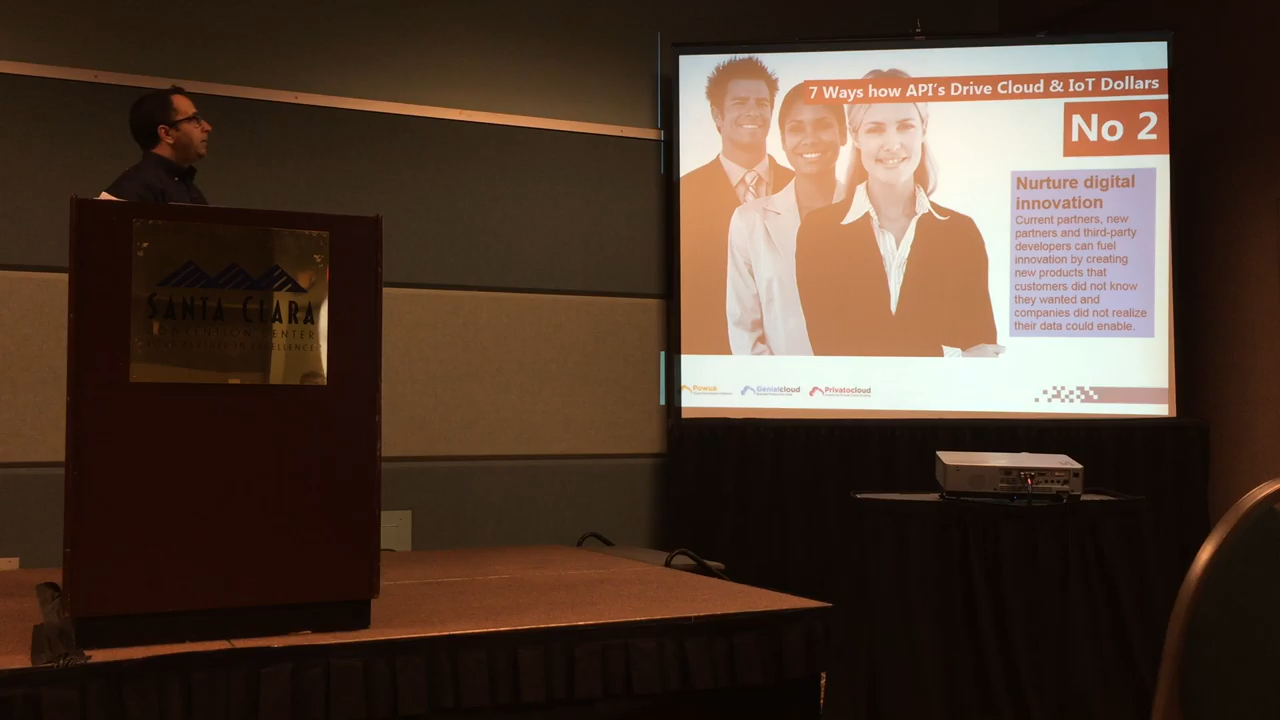 SANTA CLARA
CONVENTION CENTER
7 Ways how API's Drive Cloud & IoT Dollars
No 2
Nurture digital
innovation
Current partners, new
partners and third-party
developers can fuel
innovation by creating
new products that
customers did not know
they wanted and
companies did not realize
their data could enable.
Genialcloud
Privatocloud